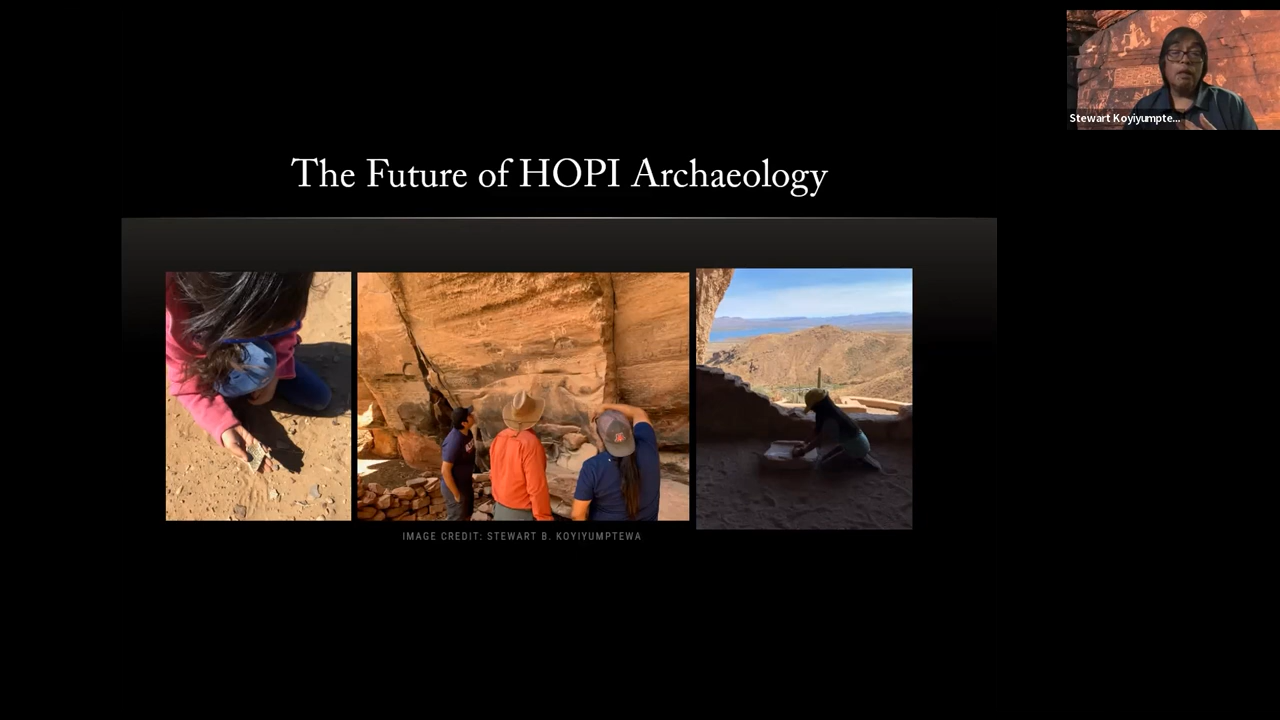 Stewart Koyiyumpte...
The Future of HOPI Archaeology
IMAGE CREDIT: STEWART B. KOYIYUMPTEWA